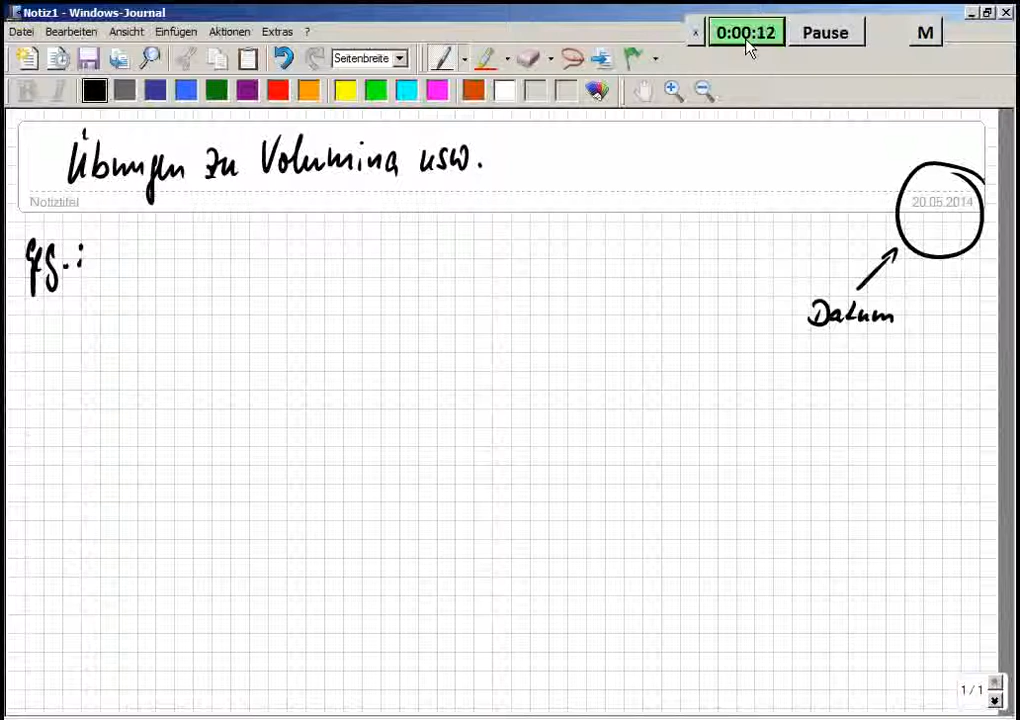 Notiz1 - Windows-Journal
Datei Bearbeiten Ansicht Einfügen Aktionen Extras ?
x 0:00:12 Pause M
Seitenbreite
B I
Übungen zu Volumina usw.
Notiztitel
20.05.2014
gg.:
Datum
1 / 1